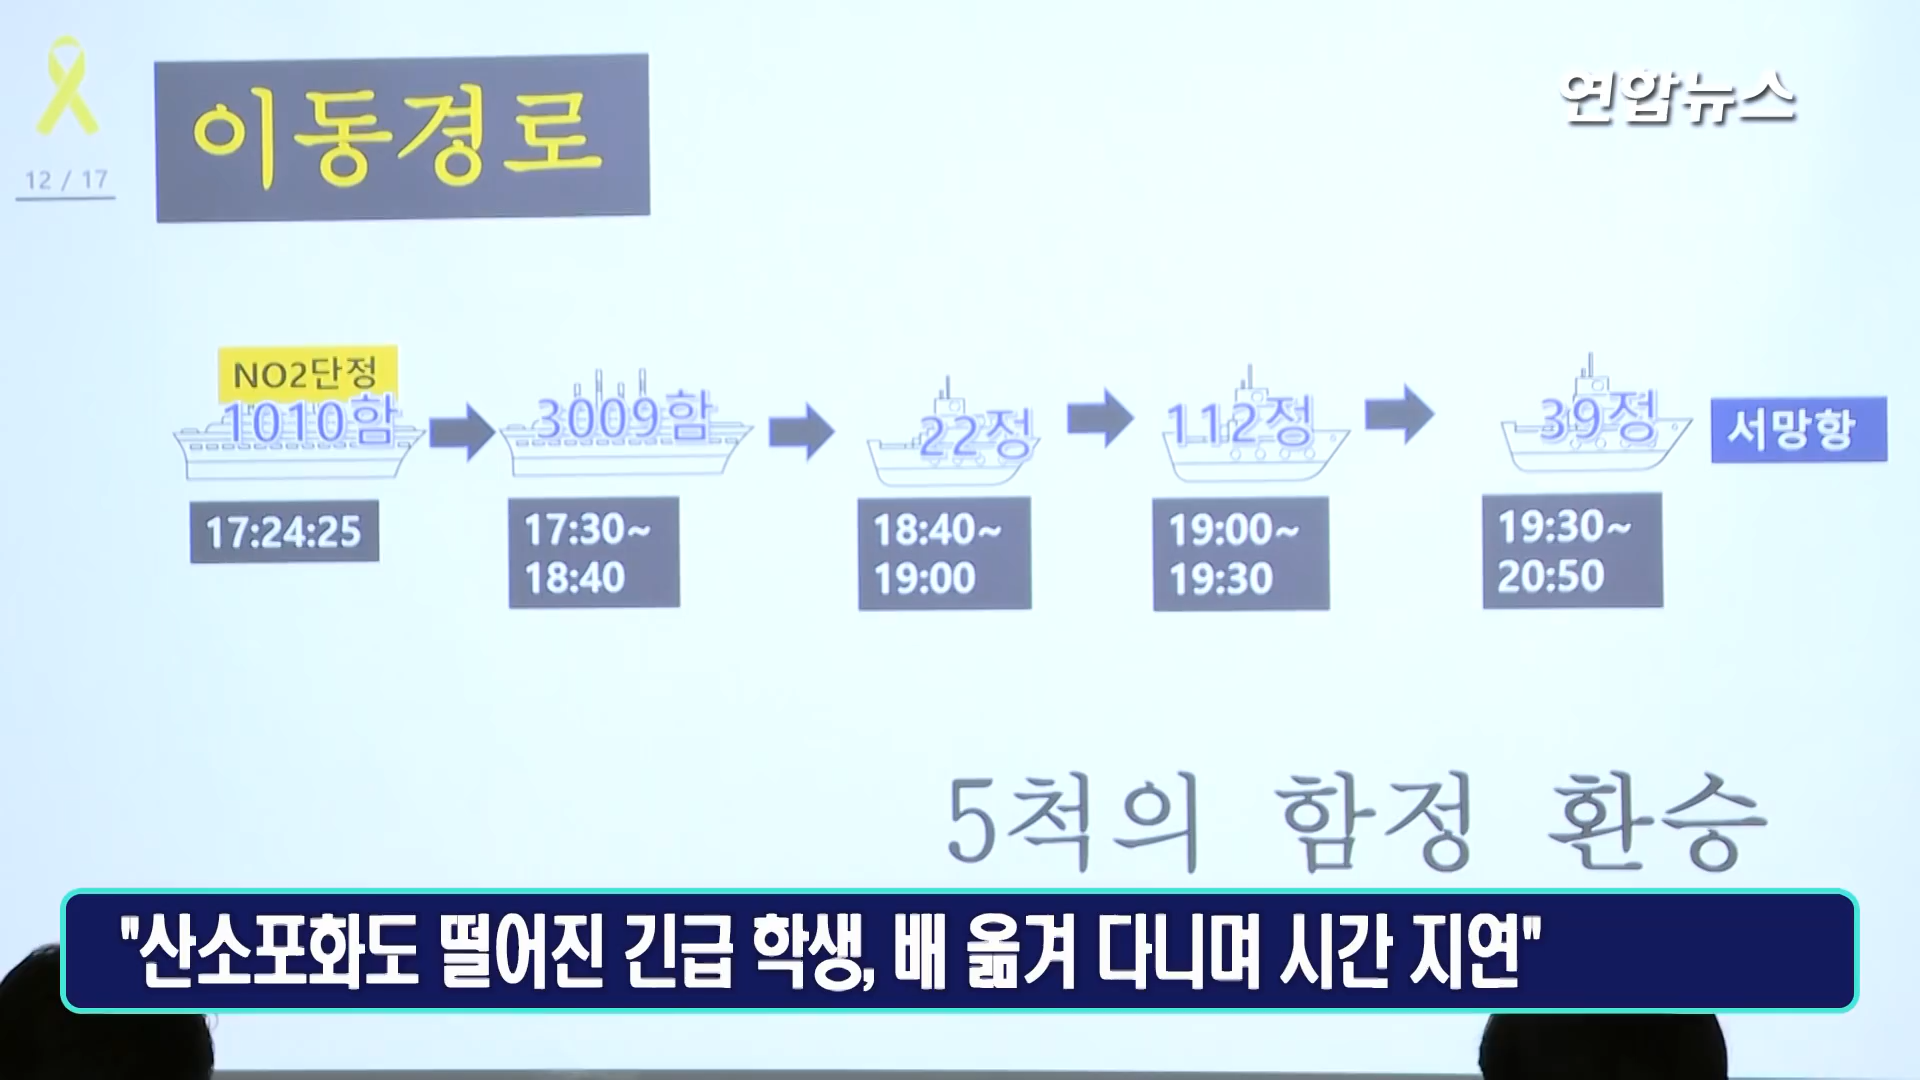 연합뉴스
이동경로
12 / 17
NO2단정
1010함
3009함
22정
112정
39정
서망항
17:24:25
17:30~
18:40
18:40~
19:00
19:00~
19:30
19:30~
20:50
5척의 함정 환승
"산소포화도 떨어진 긴급 학생, 배 옮겨 다니며 시간 지연"